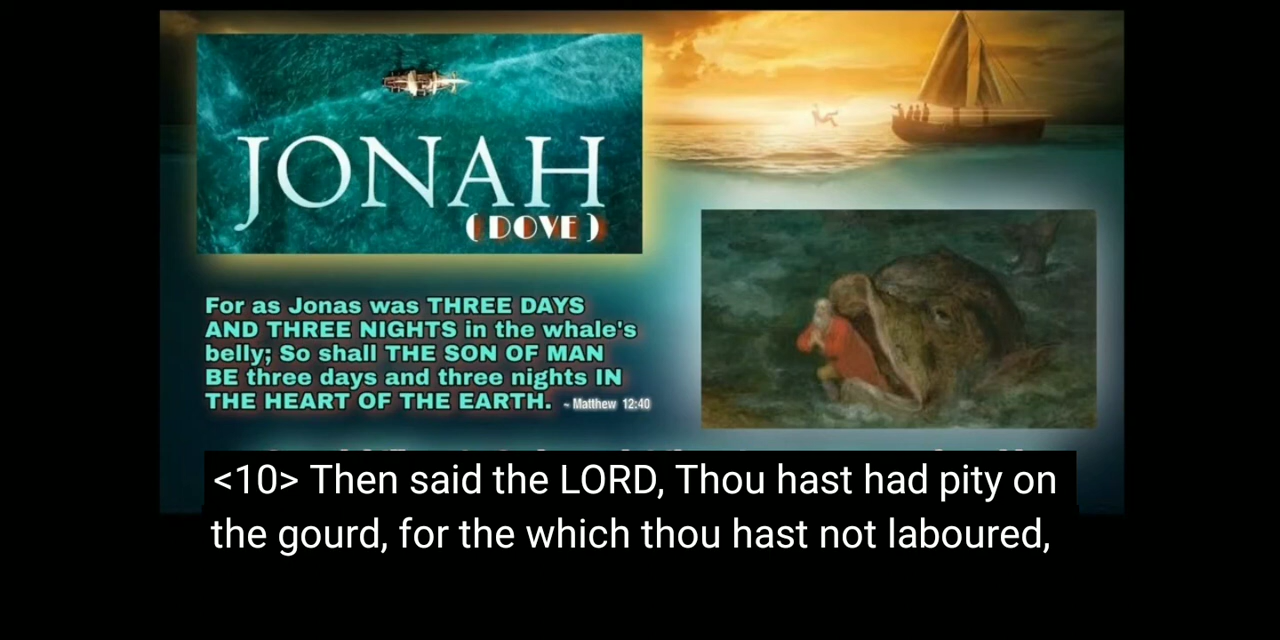 JONAH
( DOVE )
For as Jonas was THREE DAYS
AND THREE NIGHTS in the whale's
belly; So shall THE SON OF MAN
BE three days and three nights IN
THE HEART OF THE EARTH. ~ Matthew 12:40
<10> Then said the LORD, Thou hast had pity on
the gourd, for the which thou hast not laboured,